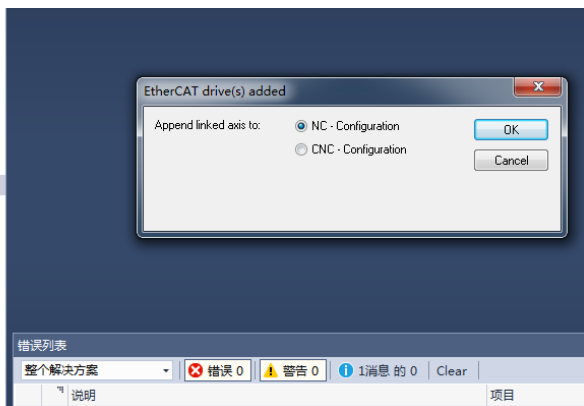 EtherCAT drive(s) added
Append linked axis to:
NC - Configuration
OK
CNC - Configuration
Cancel
错误列表
整个解决方案
错误 0
警告 0
1消息 的 0
Clear
说明
项目